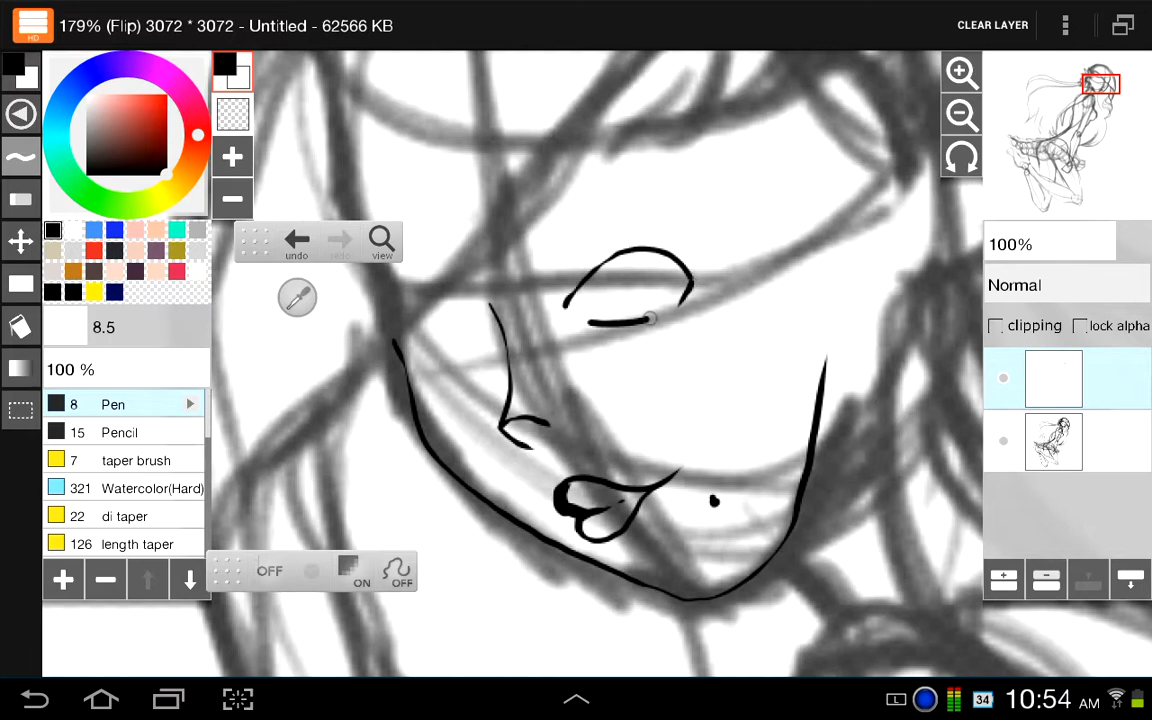 HD
179% (Flip) 3072 * 3072 - Untitled - 62566 KB
CLEAR LAYER
undo
redo
view
8.5
100 %
8 Pen
15 Pencil
7 taper brush
321 Watercolor(Hard)
22 di taper
126 length taper
OFF
ON
OFF
100%
Normal
clipping
lock alpha
L
34
10:54 AM